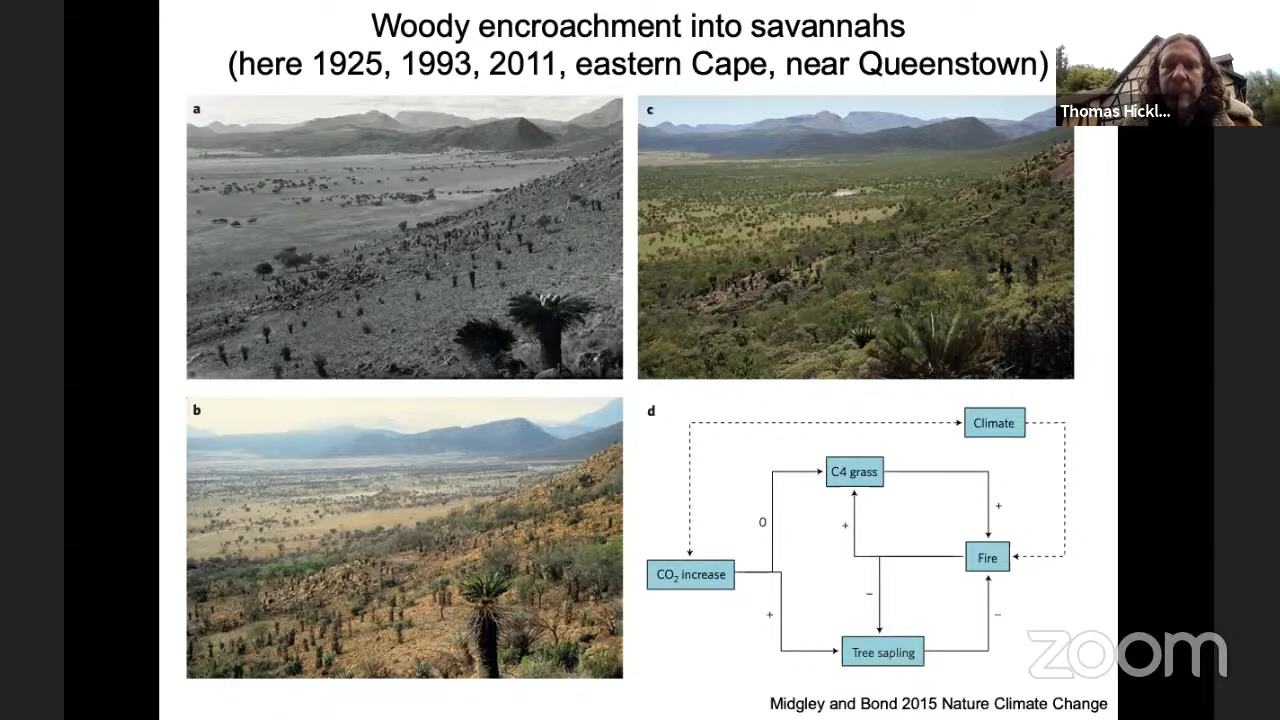 Woody encroachment into savannahs
(here 1925, 1993, 2011, eastern Cape, near Queenstown)
Thomas Hickl...
a
c
b
d
Climate
C4 grass
0
+
+
Fire
CO₂ increase
–
+
–
Tree sapling
zoom
Midgley and Bond 2015 Nature Climate Change